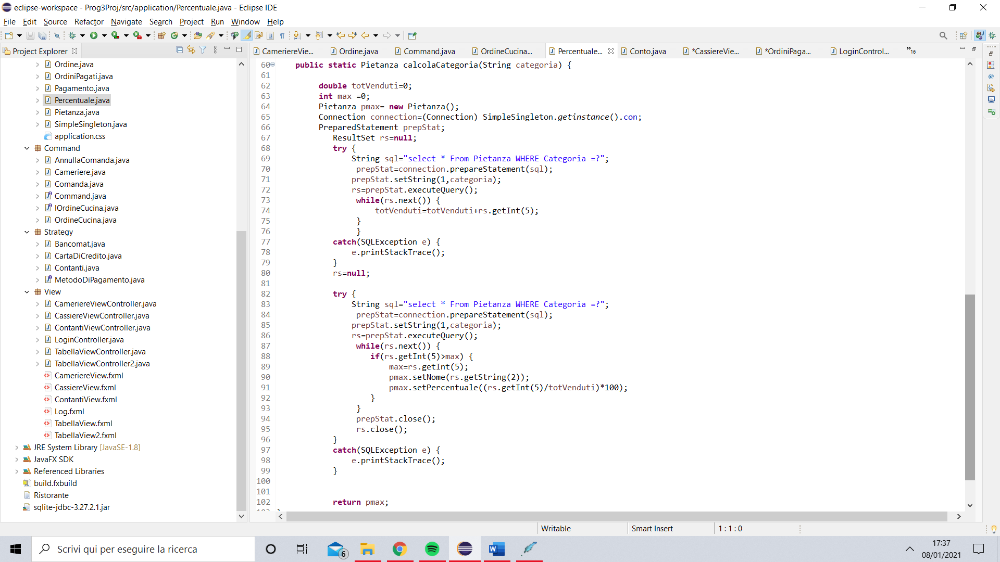 eclipse-workspace - Prog3Proj/src/application/Percentuale.java - Eclipse IDE
File Edit Source Refactor Navigate Search Project Run Window Help
Project Explorer
Ordine.java
OrdiniPagati.java
Pagamento.java
Percentuale.java
Pietanza.java
SimpleSingleton.java
application.css
Command
AnnullaComanda.java
Cameriere.java
Comanda.java
Command.java
IOrdineCucina.java
OrdineCucina.java
Strategy
Bancomat.java
CartaDiCredito.java
Contanti.java
MetodoDiPagamento.java
View
CameriereViewController.java
CassiereViewController.java
ContantiViewController.java
LoginController.java
TabellaViewController.java
TabellaViewController2.java
CameriereView.fxml
CassiereView.fxml
ContantiView.fxml
Log.fxml
TabellaView.fxml
TabellaView2.fxml
JRE System Library [JavaSE-1.8]
JavaFX SDK
Referenced Libraries
build.fxbuild
Ristorante
sqlite-jdbc-3.27.2.1.jar
CameriereVie... Ordine.java Command.java OrdineCucina... Percentuale... Conto.java *CassiereVie... *OrdiniPaga... LoginControl... »16
60 public static Pietanza calcolaCategoria(String categoria) {
61
62 double totVenduti=0;
63 int max =0;
64 Pietanza pmax= new Pietanza();
65 Connection connection=(Connection) SimpleSingleton.getinstance().con;
66 PreparedStatement prepStat;
67 ResultSet rs=null;
68 try {
69 String sql="select * From Pietanza WHERE Categoria =?";
70 prepStat=connection.prepareStatement(sql);
71 prepStat.setString(1,categoria);
72 rs=prepStat.executeQuery();
73 while(rs.next()) {
74 totVenduti=totVenduti+rs.getInt(5);
75 }
76 }
77 catch(SQLException e) {
78 e.printStackTrace();
79 }
80 rs=null;
81
82 try {
83 String sql="select * From Pietanza WHERE Categoria =?";
84 prepStat=connection.prepareStatement(sql);
85 prepStat.setString(1,categoria);
86 rs=prepStat.executeQuery();
87 while(rs.next()) {
88 if(rs.getInt(5)>max) {
89 max=rs.getInt(5);
90 pmax.setNome(rs.getString(2));
91 pmax.setPercentuale((rs.getInt(5)/totVenduti)*100);
92 }
93 }
94 prepStat.close();
95 rs.close();
96 }
97 catch(SQLException e) {
98 e.printStackTrace();
99 }
100
101
102 return pmax;
Writable Smart Insert 1 : 1 : 0
Scrivi qui per eseguire la ricerca
6
17:37
08/01/2021